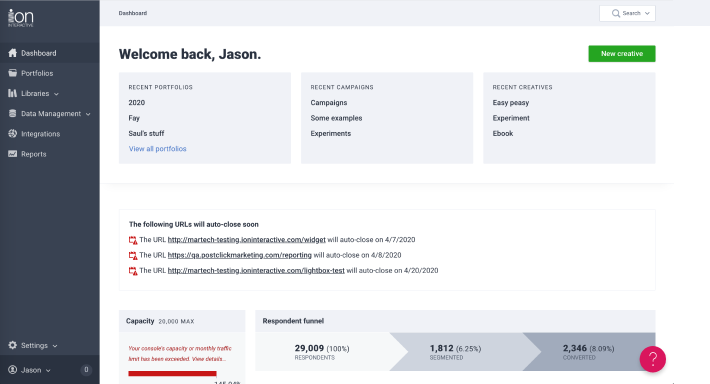 ion
INTERACTIVE
Dashboard
Portfolios
Libraries
Data Management
Integrations
Reports
Settings
Jason
0
Dashboard
Search
Welcome back, Jason.
New creative
RECENT PORTFOLIOS
2020
Fay
Saul's stuff
View all portfolios
RECENT CAMPAIGNS
Campaigns
Some examples
Experiments
RECENT CREATIVES
Easy peasy
Experiment
Ebook
The following URLs will auto-close soon
The URL http://martech-testing.ioninteractive.com/widget will auto-close on 4/7/2020
The URL https://qa.postclickmarketing.com/reporting will auto-close on 4/8/2020
The URL http://martech-testing.ioninteractive.com/lightbox-test will auto-close on 4/20/2020
Capacity 20,000 MAX
Your console's capacity or monthly traffic
limit has been exceeded. View details...
Respondent funnel
29,009 (100%)
RESPONDENTS
1,812 (6.25%)
SEGMENTED
2,346 (8.09%)
CONVERTED
?